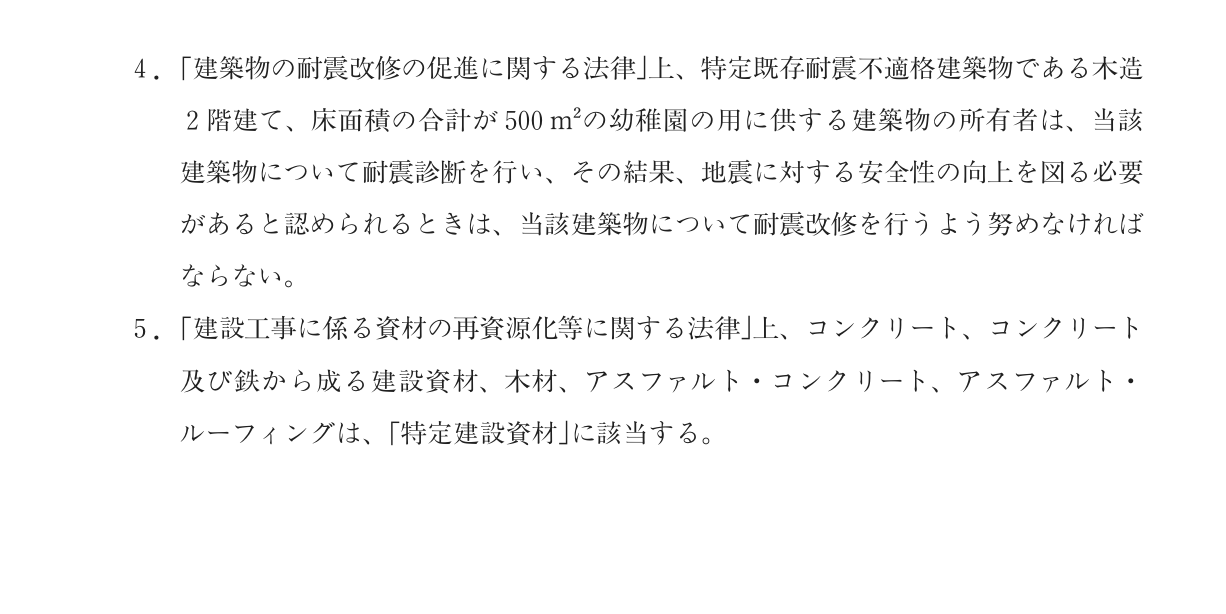 4．「建築物の耐震改修の促進に関する法律」上、特定既存耐震不適格建築物である木造
２階建て、床面積の合計が 500 m²の幼稚園の用に供する建築物の所有者は、当該
建築物について耐震診断を行い、その結果、地震に対する安全性の向上を図る必要
があると認められるときは、当該建築物について耐震改修を行うよう努めなければ
ならない。
5．「建設工事に係る資材の再資源化等に関する法律」上、コンクリート、コンクリート
及び鉄から成る建設資材、木材、アスファルト・コンクリート、アスファルト・
ルーフィングは、「特定建設資材」に該当する。